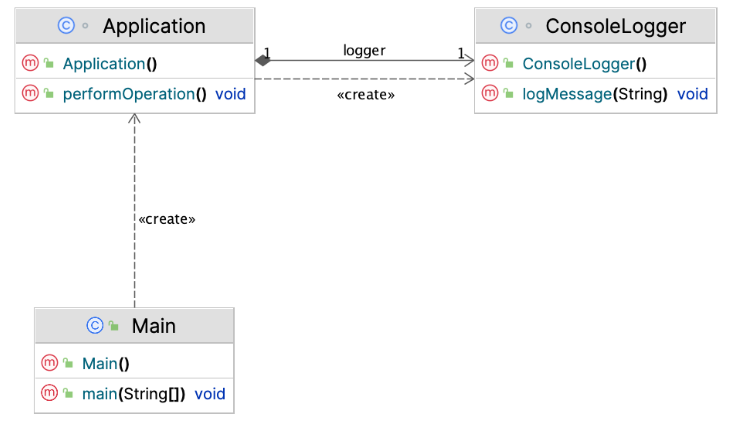 Application
Application()
performOperation() void
1 logger 1
«create»
ConsoleLogger
ConsoleLogger()
logMessage(String) void
«create»
Main
Main()
main(String[]) void